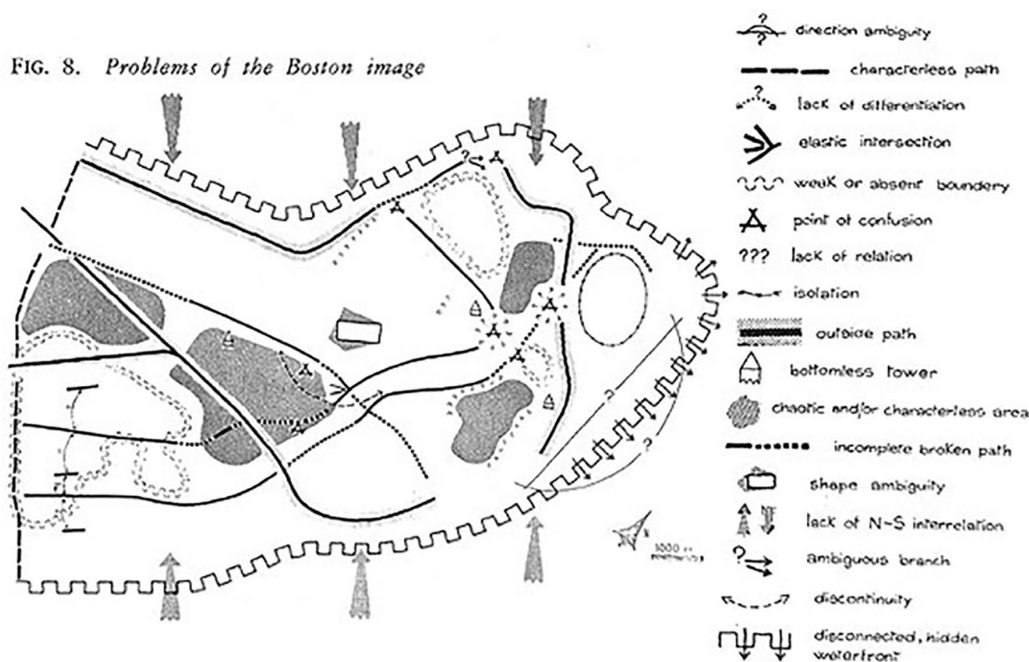 FIG. 8. Problems of the Boston image
?
?
direction ambiguity
characterless path
?
lack of differentiation
elastic intersection
weak or absent boundary
point of confusion
??? lack of relation
isolation
outside path
bottomless tower
chaotic and/or characterless area
incomplete broken path
shape ambiguity
lack of N-S interrelation
?
ambiguous branch
discontinuity
disconnected, hidden
waterfront
?
?
?
1000